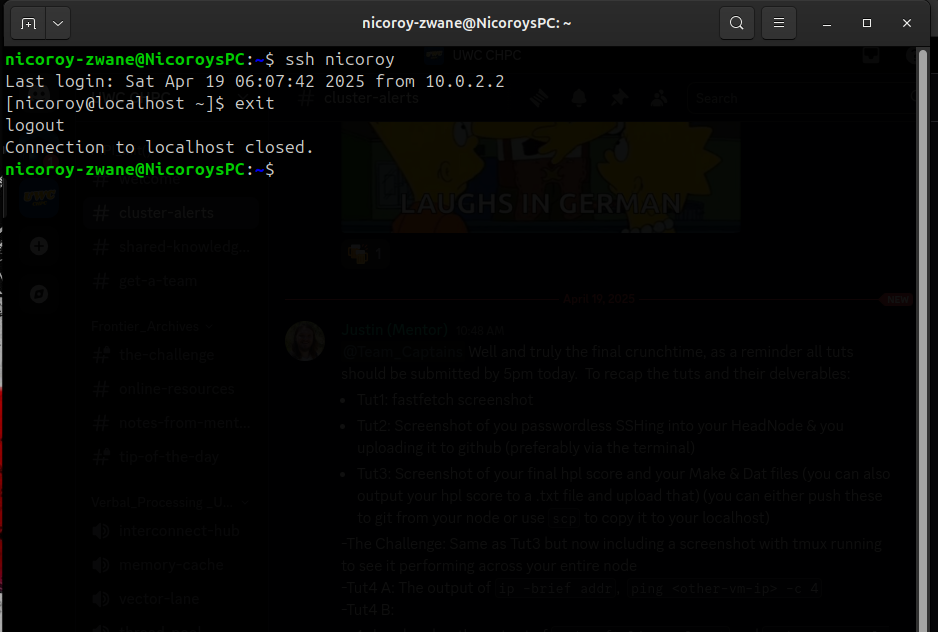 nicoroy-zwane@NicoroysPC: ~
nicoroy-zwane@NicoroysPC:~$ ssh nicoroy
Last login: Sat Apr 19 06:07:42 2025 from 10.0.2.2
[nicoroy@localhost ~]$ exit
logout
Connection to localhost closed.
nicoroy-zwane@NicoroysPC:~$
UWC CHPC
# cluster-alerts
Search
LAUGHS IN GERMAN
1
# cluster-alerts
# shared-knowledg...
# get-a-team
Frontier_Archives
# the-challenge
# online-resources
# notes-from-ment...
# tip-of-the-day
Verbal_Processing_U...
interconnect-hub
memory-cache
vector-lane
April 19, 2025
NEW
Justin (Mentor) 10:48 AM
@Team_Captains Well and truly the final crunchtime, as a reminder all tuts
should be submitted by 5pm today. To recap the tuts and their delverables:
• Tut1: fastfetch screenshot
• Tut2: Screenshot of you passwordless SSHing into your HeadNode & you
uploading it to github (preferably via the terminal)
• Tut3: Screenshot of your final hpl score and your Make & Dat files (you can also
output your hpl score to a .txt file and upload that) (you can either push these
to git from your node or use scp to copy it to your localhost)
-The Challenge: Same as Tut3 but now including a screenshot with tmux running
to see it performing across your entire node
-Tut4 A: The output of ip -brief addr, ping <other-vm-ip> -c 4
-Tut4 B: